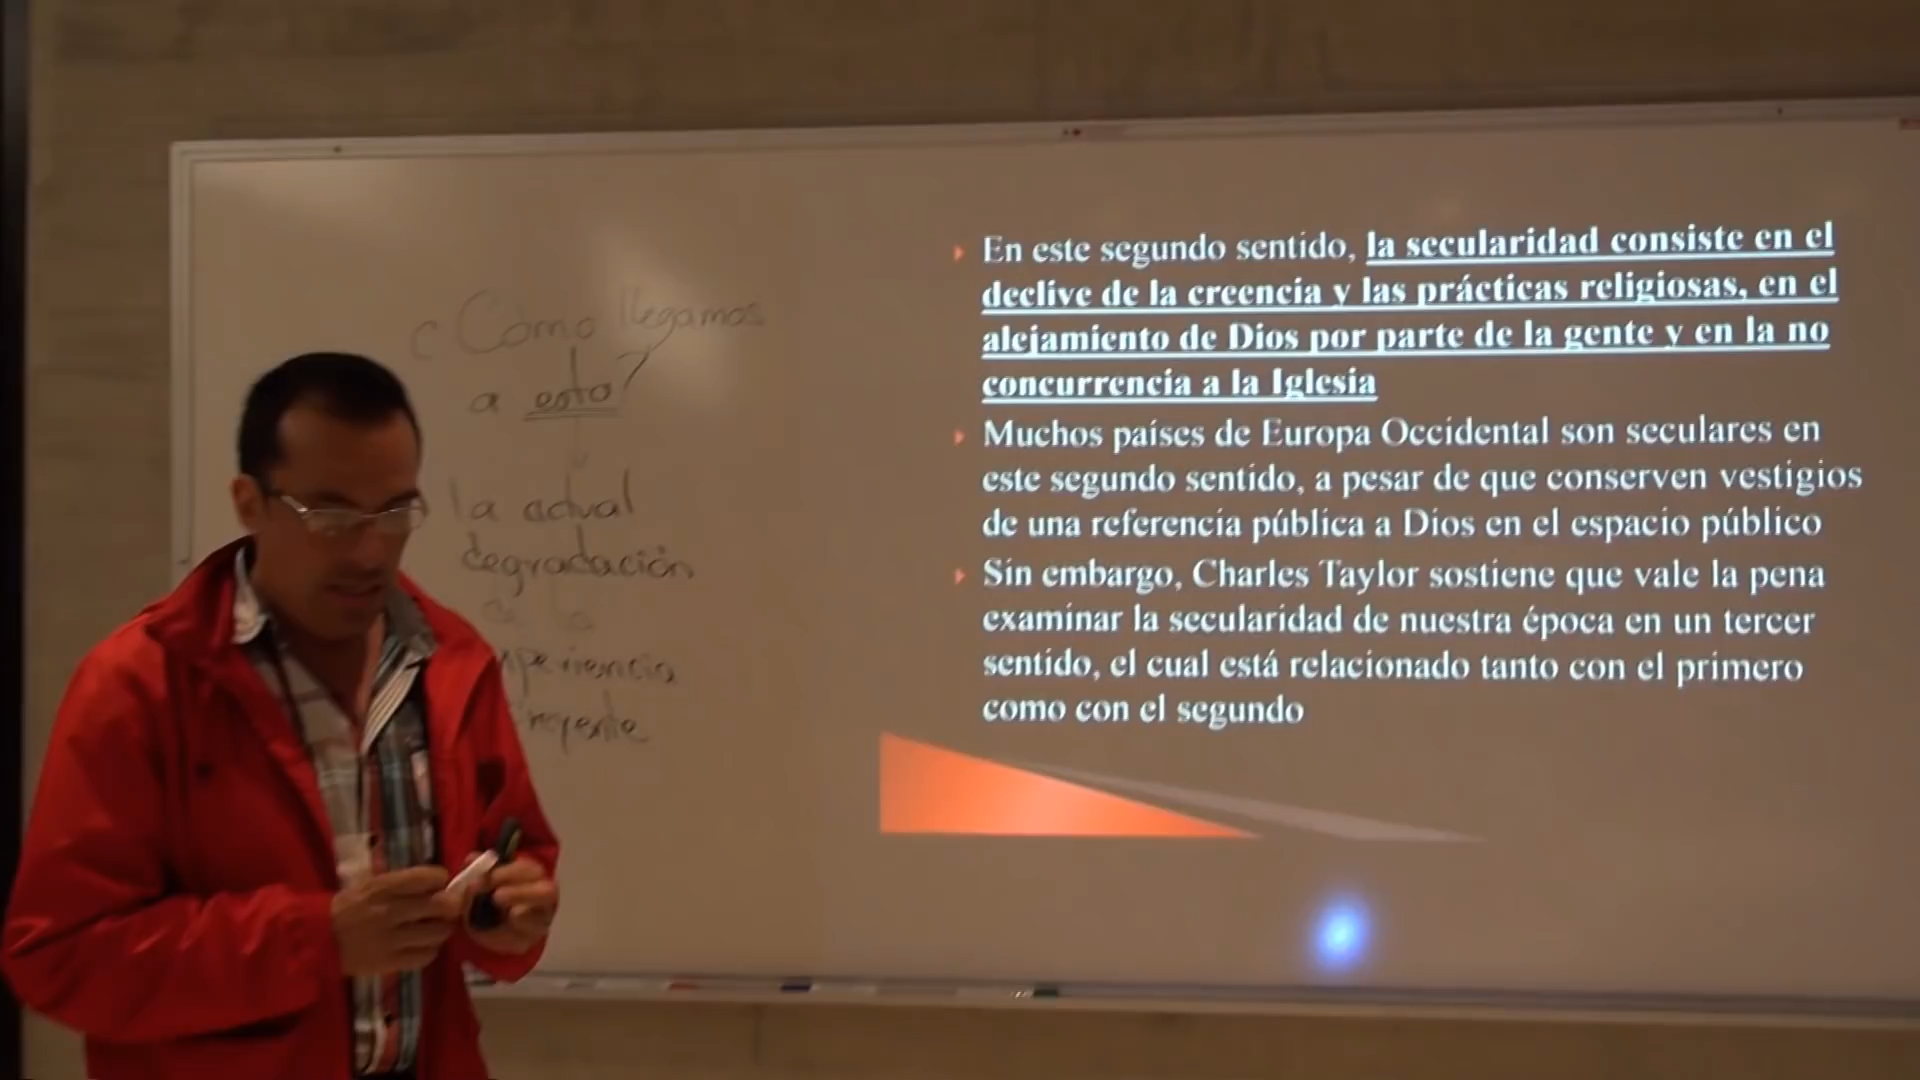 ¿Cómo llegamos
a esto?
la actual
degradación
de la
experiencia
creyente
En este segundo sentido, la secularidad consiste en el
declive de la creencia y las prácticas religiosas, en el
alejamiento de Dios por parte de la gente y en la no
concurrencia a la Iglesia
Muchos países de Europa Occidental son seculares en
este segundo sentido, a pesar de que conserven vestigios
de una referencia pública a Dios en el espacio público
Sin embargo, Charles Taylor sostiene que vale la pena
examinar la secularidad de nuestra época en un tercer
sentido, el cual está relacionado tanto con el primero
como con el segundo